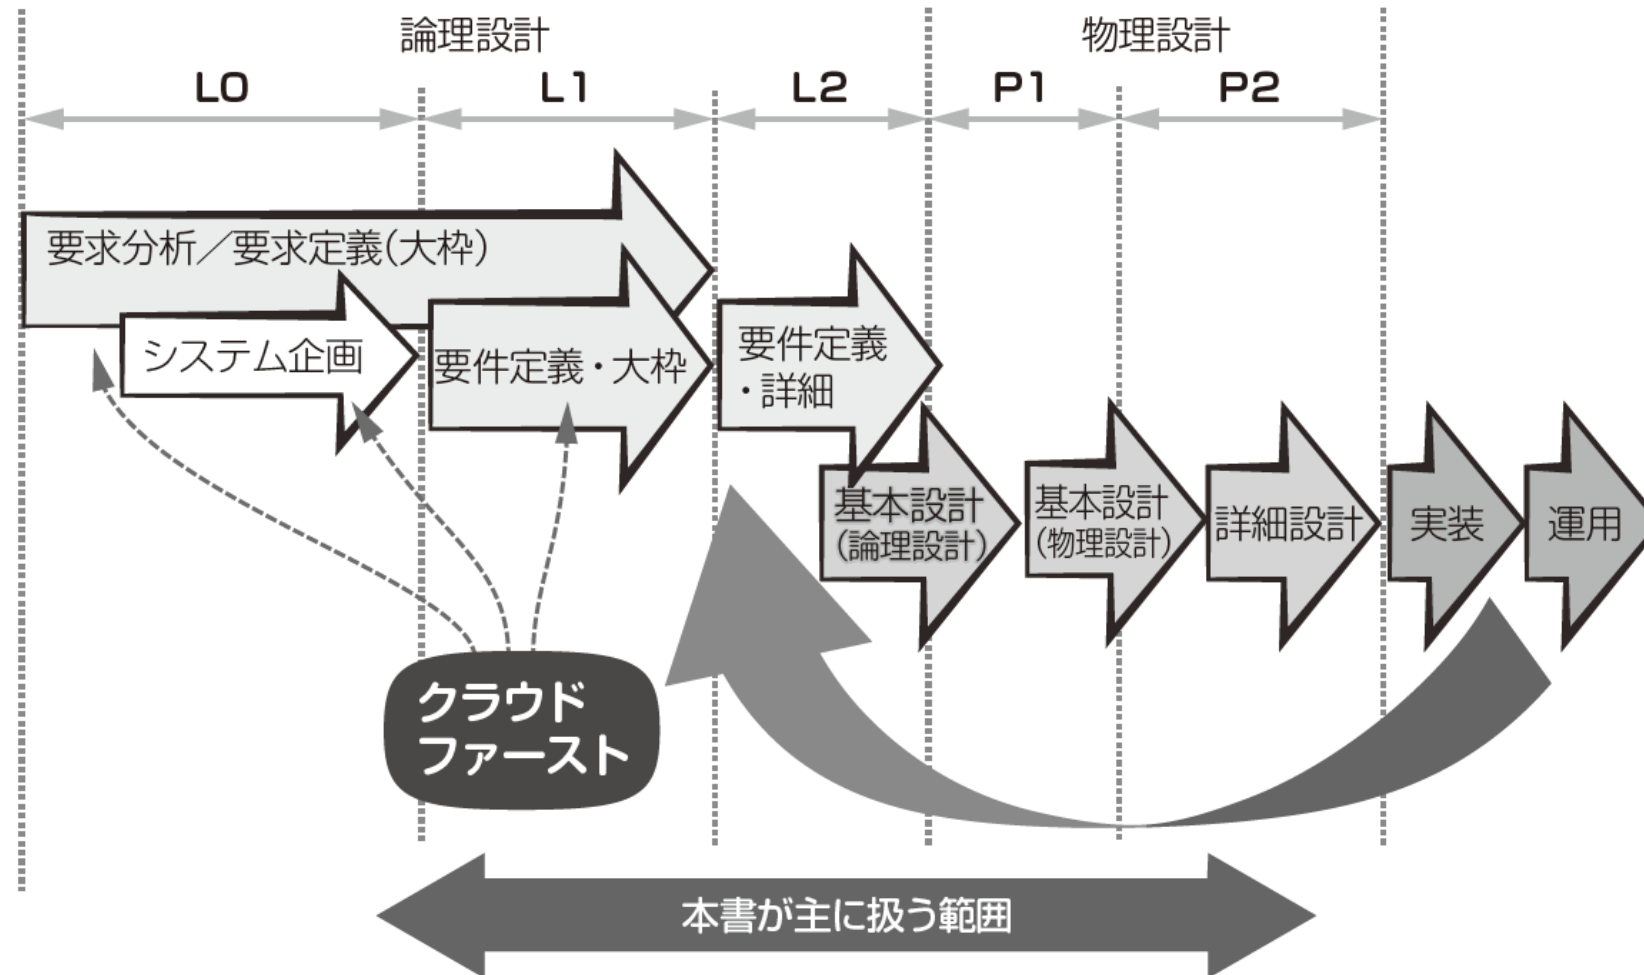 論理設計
物理設計
L0
L1
L2
P1
P2
要求分析／要求定義(大枠)
システム企画
要件定義・大枠
要件定義
・詳細
基本設計
(論理設計)
基本設計
(物理設計)
詳細設計
実装
運用
クラウド
ファースト
本書が主に扱う範囲